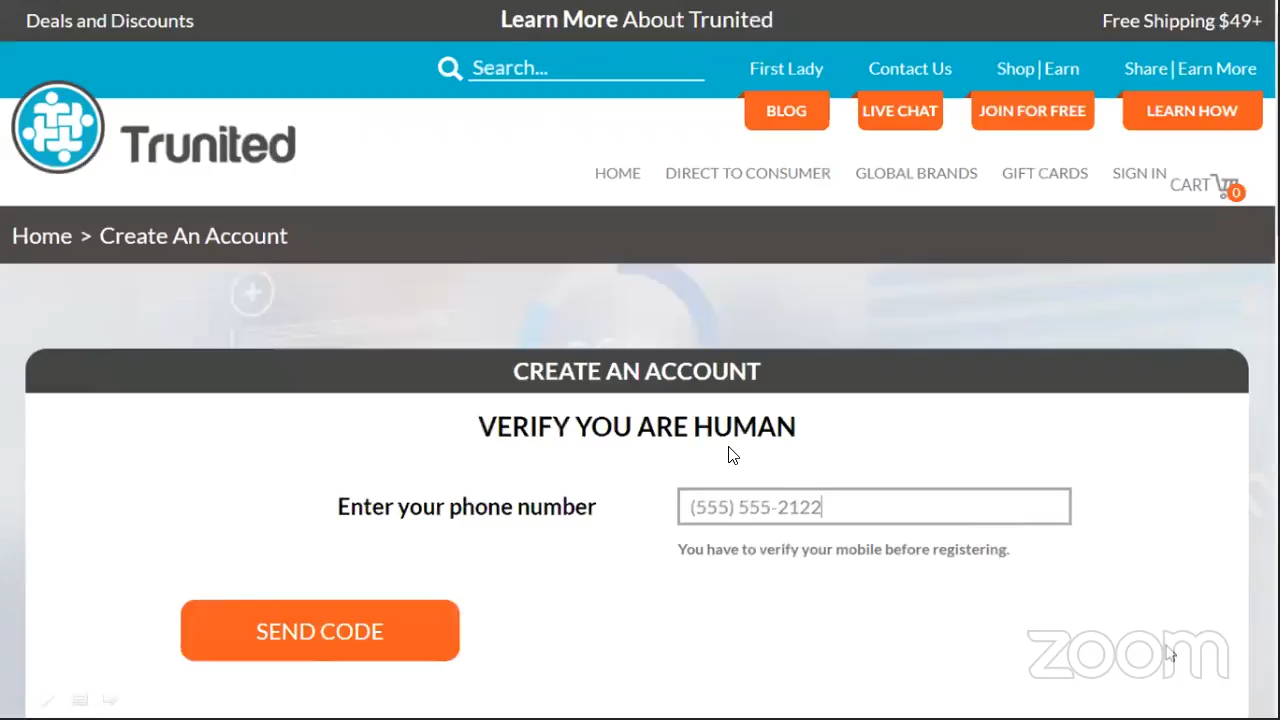 Deals and Discounts
Learn More About Trunited
Free Shipping $49+
Search...
First Lady
Contact Us
Shop|Earn
Share|Earn More
BLOG
LIVE CHAT
JOIN FOR FREE
LEARN HOW
Trunited
HOME
DIRECT TO CONSUMER
GLOBAL BRANDS
GIFT CARDS
SIGN IN
CART
0
Home > Create An Account
CREATE AN ACCOUNT
VERIFY YOU ARE HUMAN
Enter your phone number
(555) 555-2122
You have to verify your mobile before registering.
SEND CODE
zoom